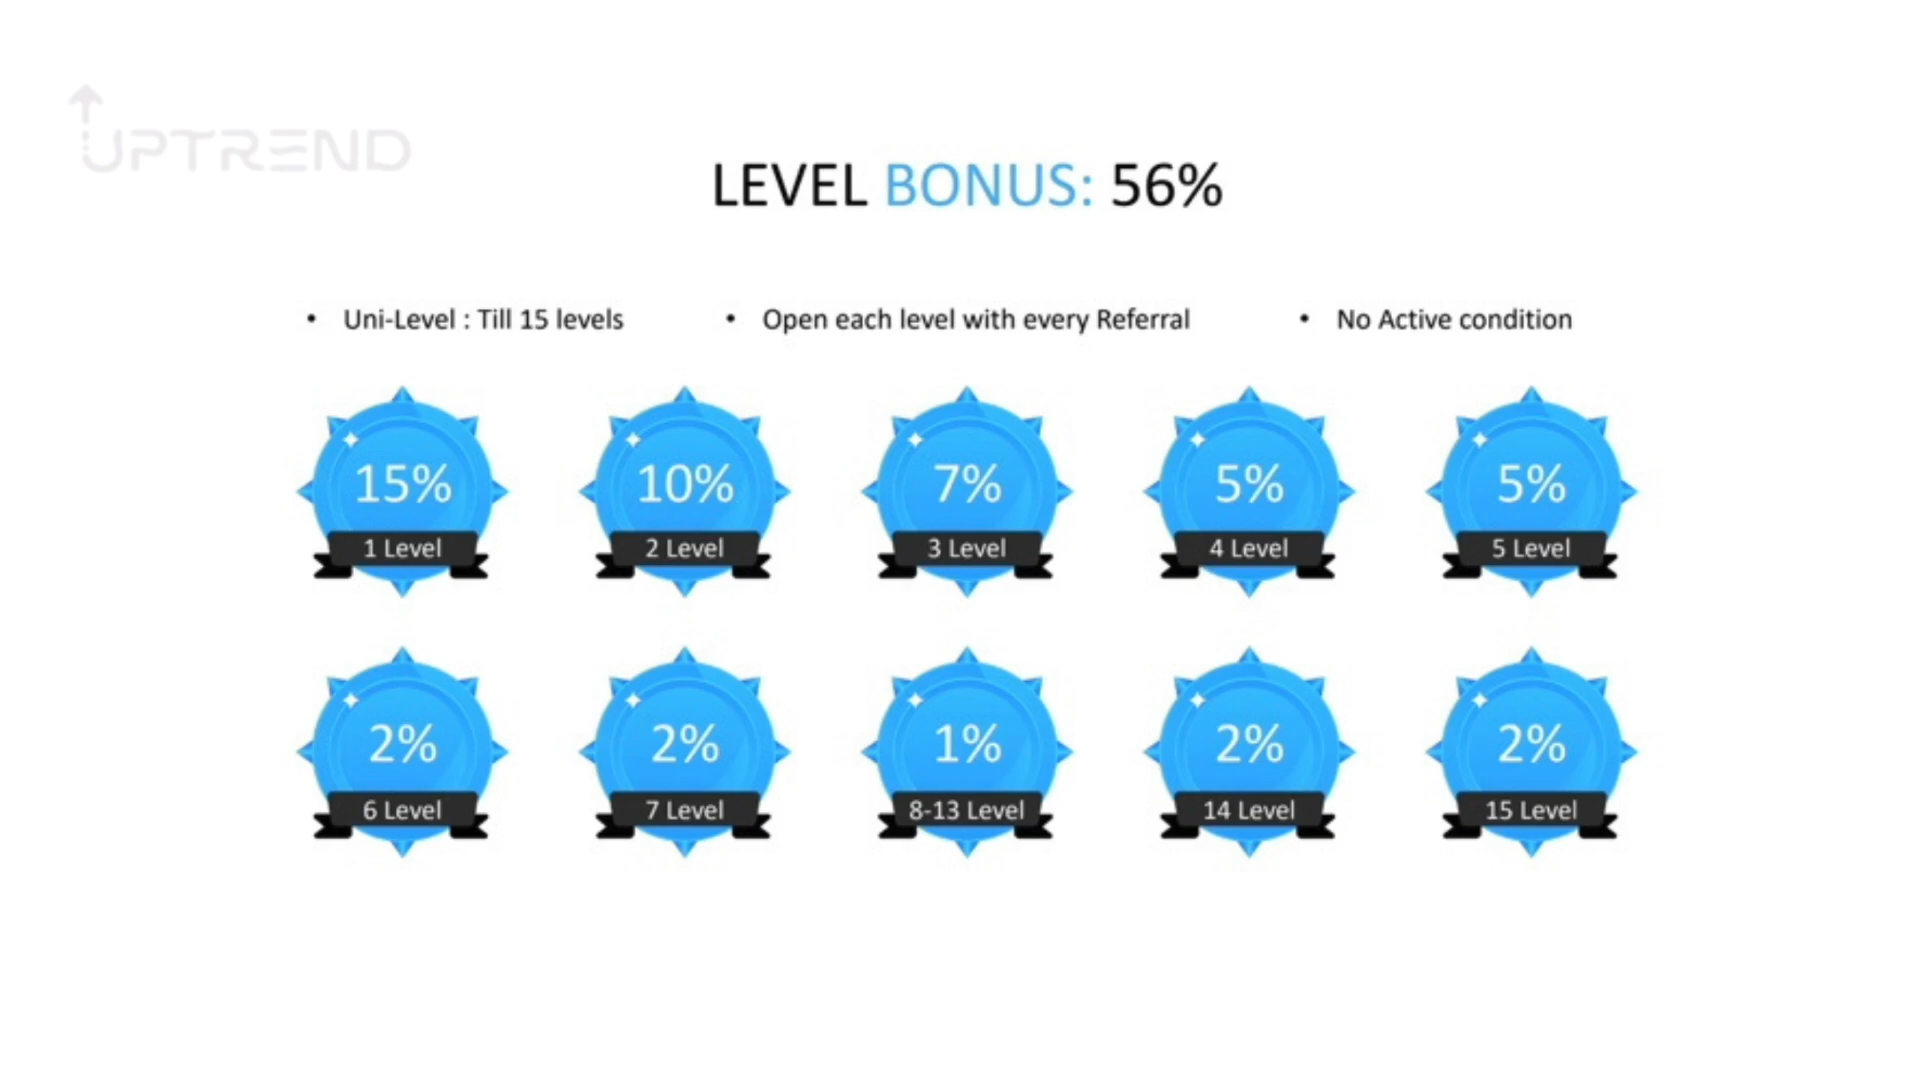 UPTREND
LEVEL BONUS: 56%
• Uni-Level : Till 15 levels
• Open each level with every Referral
• No Active condition
15%
1 Level
10%
2 Level
7%
3 Level
5%
4 Level
5%
5 Level
2%
6 Level
2%
7 Level
1%
8-13 Level
2%
14 Level
2%
15 Level